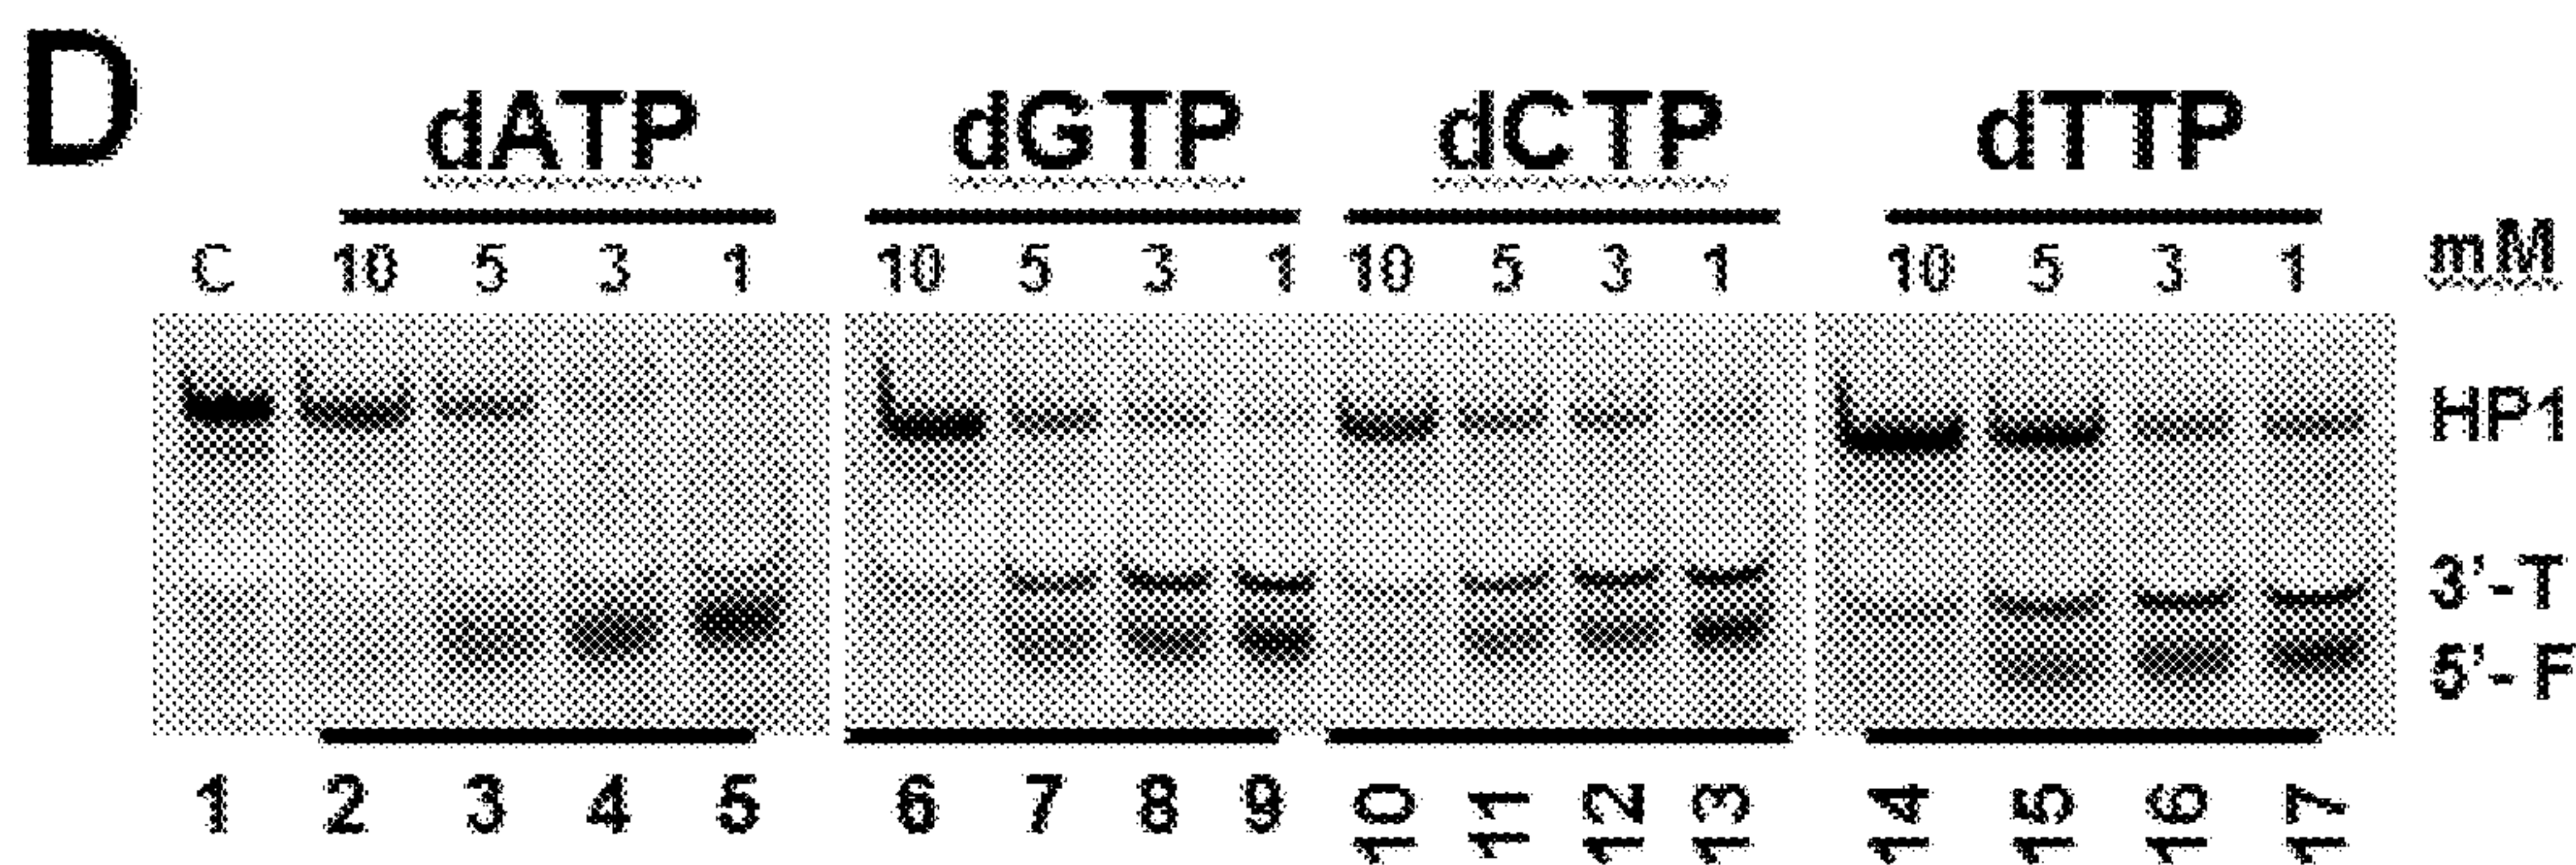 D
dATP dGTP dCTP dTTP
C 10 5 3 1 10 5 3 1 10 5 3 1 10 5 3 1 mM
HP1
3'-T
5'-F
1 2 3 4 5 6 7 8 9 10 11 12 13 14 15 16 17